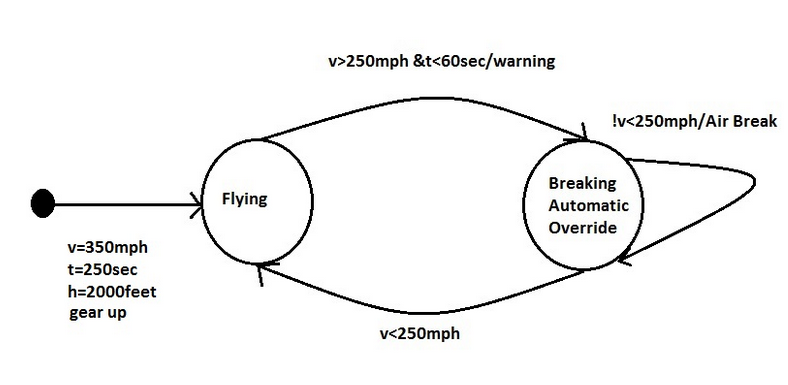 v>250mph &t<60sec/warning
!v<250mph/Air Break
Flying
Breaking
Automatic
Override
v=350mph
t=250sec
h=2000feet
gear up
v<250mph